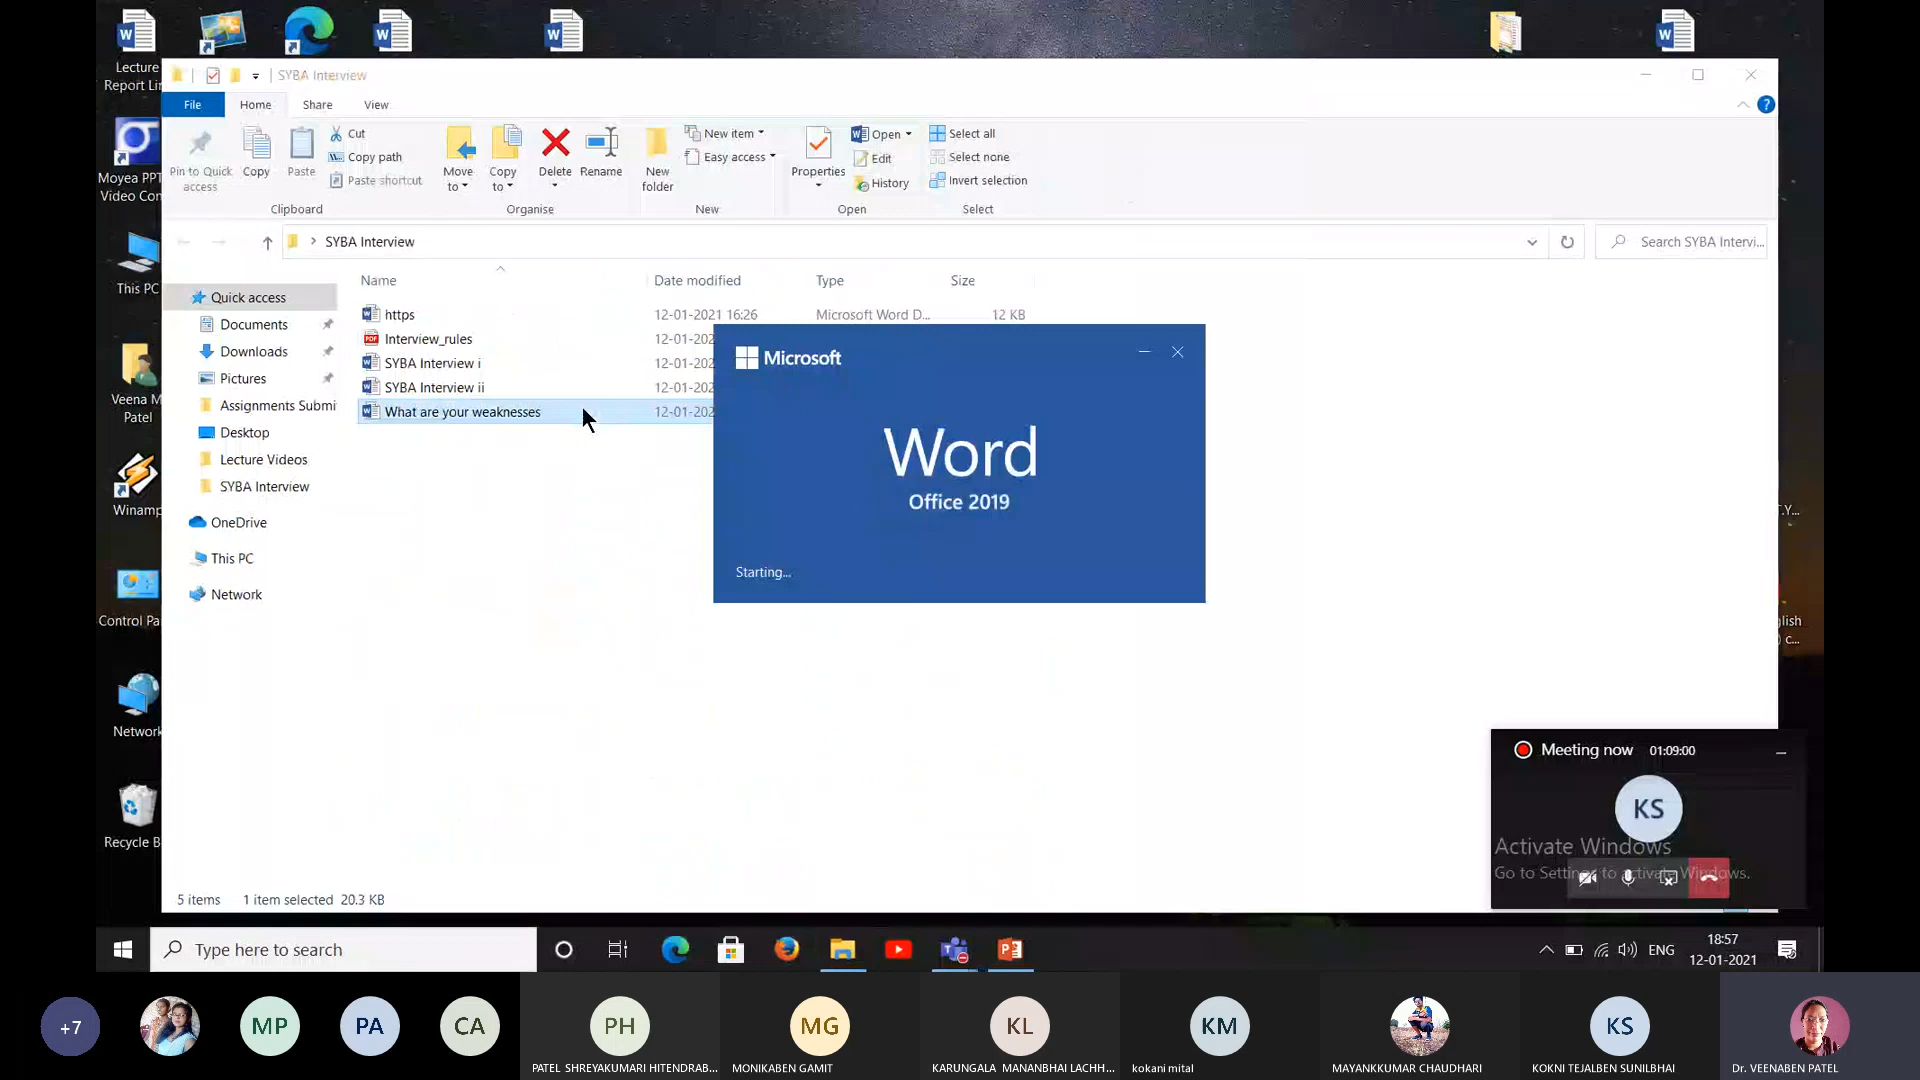 Lecture
Report Lin
SYBA Interview
File
Home
Share
View
Pin to Quick
access
Copy
Paste
Cut
Copy path
Paste shortcut
Clipboard
Move
to
Copy
to
Delete
Rename
Organise
New
folder
New item
Easy access
New
Properties
Open
Edit
History
Open
Select all
Select none
Invert selection
Select
SYBA Interview
Search SYBA Intervi...
Name
Date modified
Type
Size
Quick access
Documents
Downloads
Pictures
Assignments Submi
Desktop
Lecture Videos
SYBA Interview
OneDrive
This PC
Network
https
12-01-2021 16:26
Microsoft Word D...
12 KB
PDF
Interview_rules
12-01-202
SYBA Interview i
12-01-202
SYBA Interview ii
12-01-202
What are your weaknesses
12-01-202
Microsoft
Word
Office 2019
Starting...
Moyea PPT
Video Con
This PC
Veena M
Patel
Winamp
Control Pa
Network
Recycle B
T.Y...
lish
) c...
Meeting now
01:09:00
KS
Activate Windows
Go to Settings to activate Windows.
5 items
1 item selected 20.3 KB
Type here to search
ENG
18:57
12-01-2021
+7
MP
PA
CA
PH
PATEL SHREYAKUMARI HITENDRAB...
MG
MONIKABEN GAMIT
KL
KARUNGALA MANANBHAI LACHH...
KM
kokani mital
MAYANKKUMAR CHAUDHARI
KS
KOKNI TEJALBEN SUNILBHAI
Dr. VEENABEN PATEL